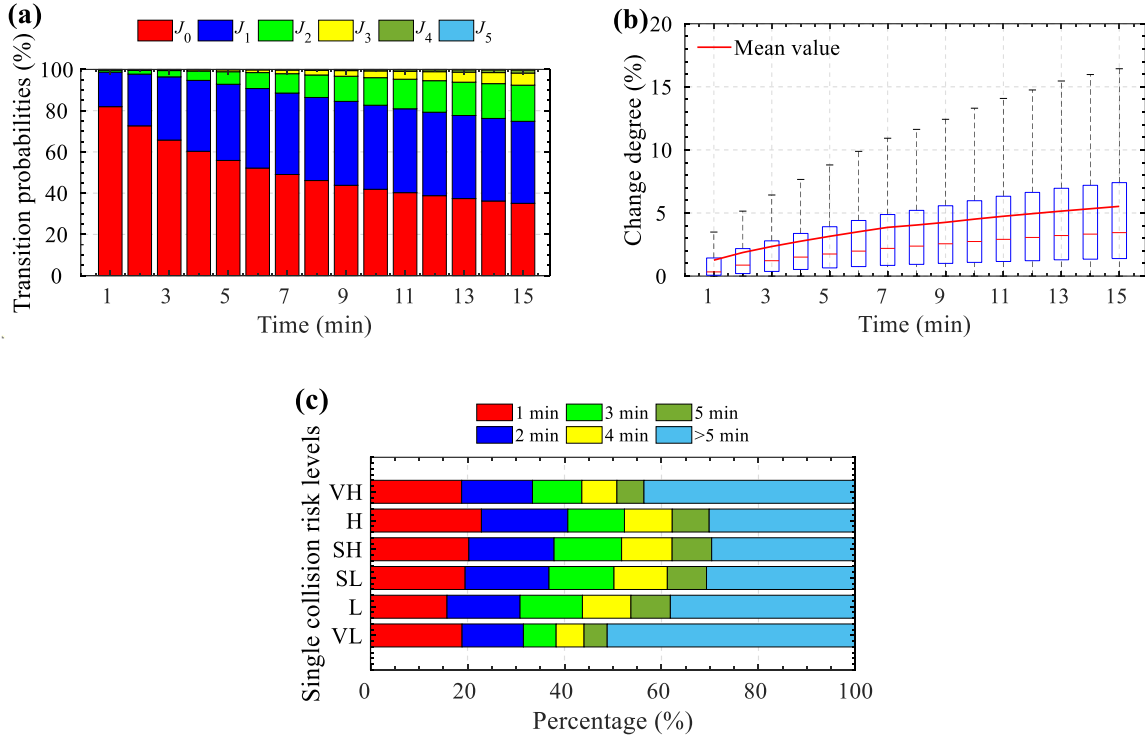 (a)
J0 J1 J2 J3 J4 J5
Transition probabilities (%)
100
80
60
40
20
0
1 3 5 7 9 11 13 15
Time (min)
(b)
Mean value
Change degree (%)
20
15
10
5
0
1 3 5 7 9 11 13 15
Time (min)
(c)
1 min 3 min 5 min
2 min 4 min >5 min
Single collision risk levels
VH
H
SH
SL
L
VL
0 20 40 60 80 100
Percentage (%)